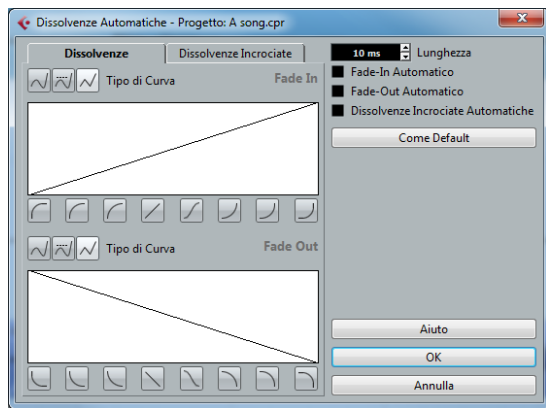 Dissolvenze Automatiche - Progetto: A song.cpr
Dissolvenze
Dissolvenze Incrociate
Tipo di Curva
Fade In
Tipo di Curva
Fade Out
10 ms
Lunghezza
Fade-In Automatico
Fade-Out Automatico
Dissolvenze Incrociate Automatiche
Come Default
Aiuto
OK
Annulla